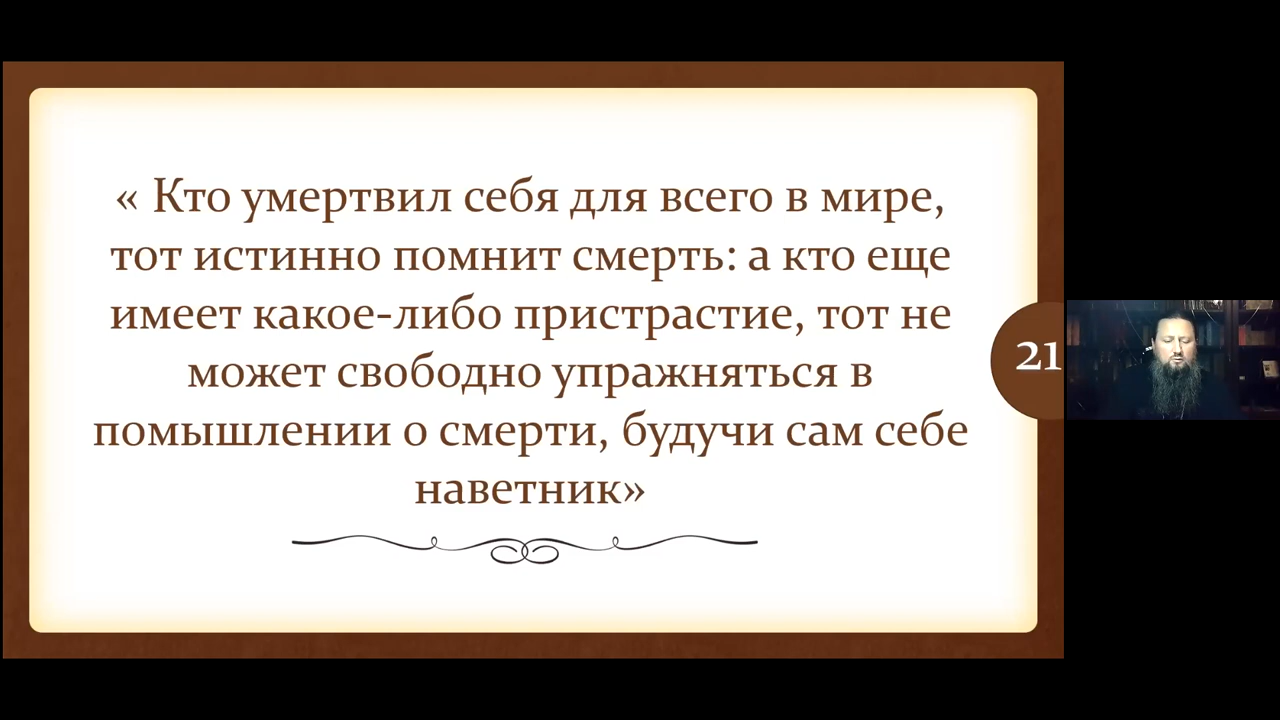 « Кто умертвил себя для всего в мире,
тот истинно помнит смерть: а кто еще
имеет какое-либо пристрастие, тот не
может свободно упражняться в
помышлении о смерти, будучи сам себе
наветник»
21